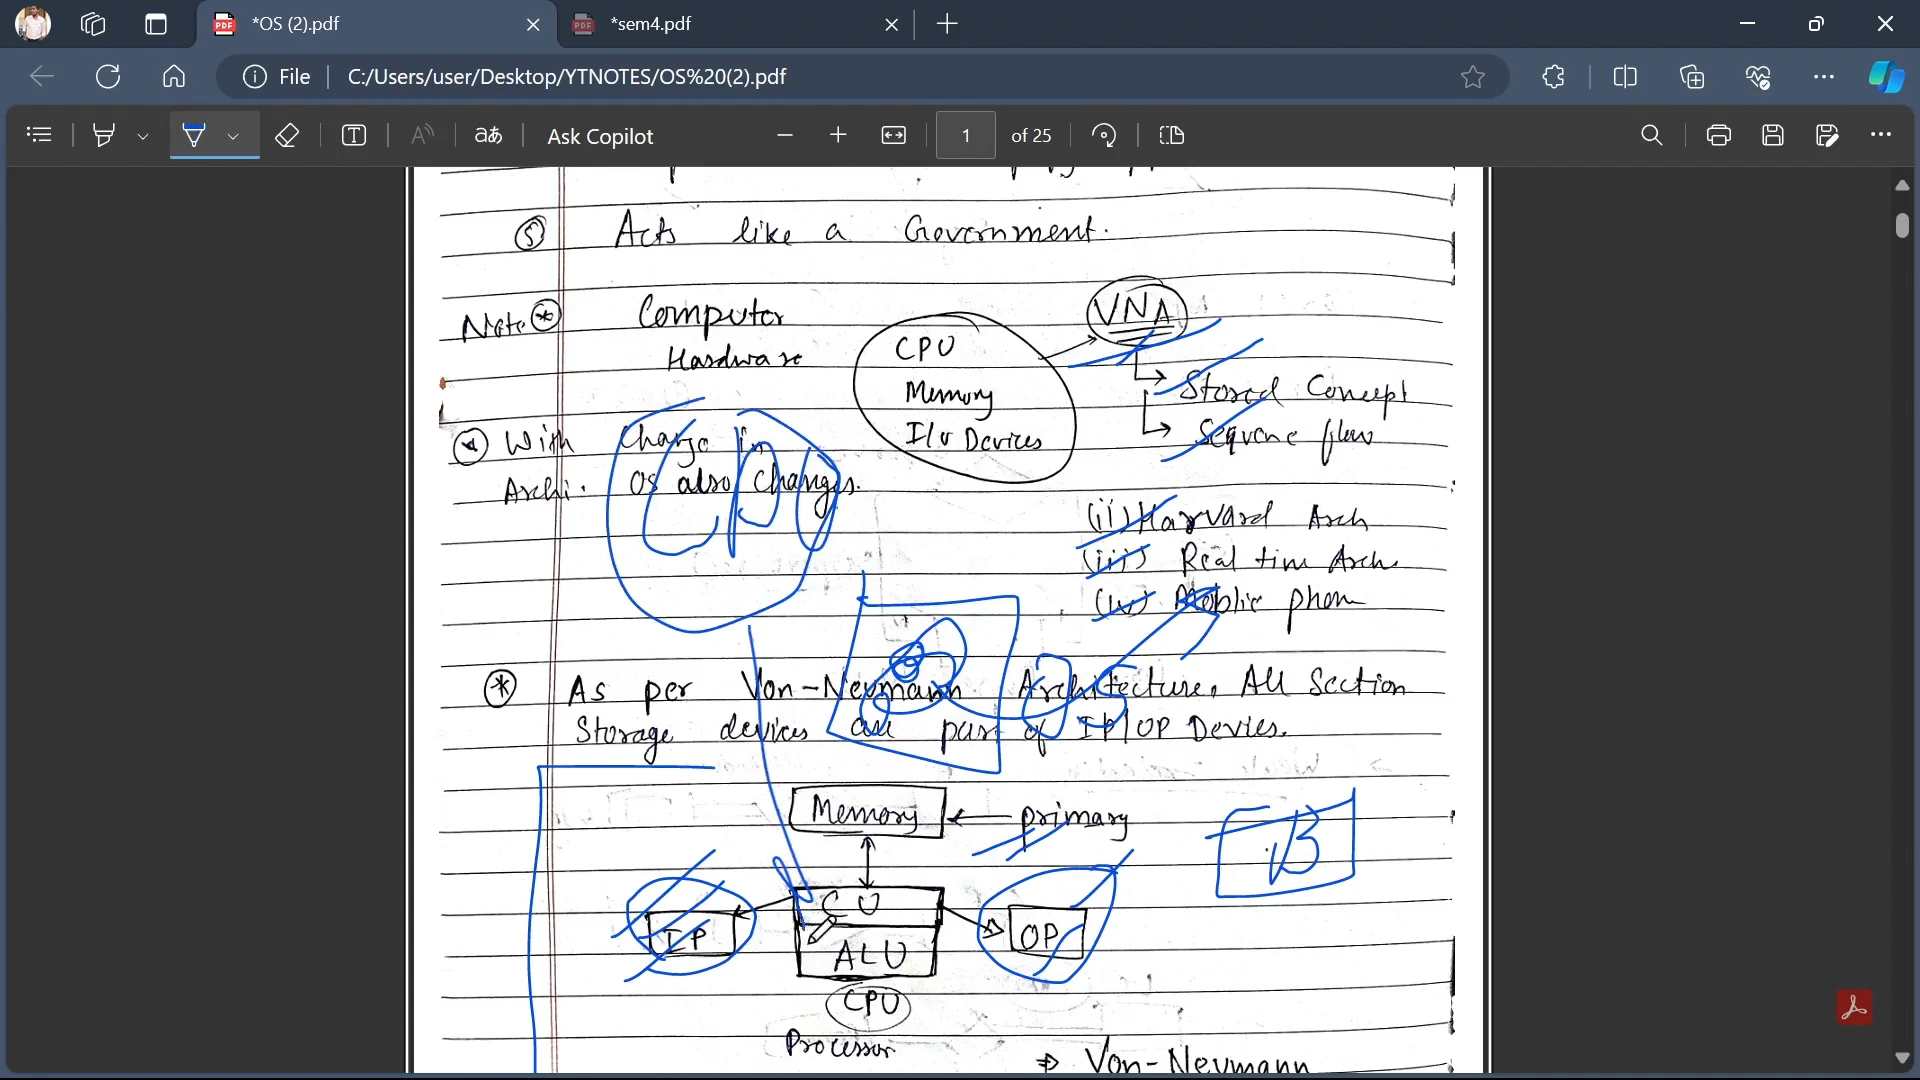 *OS (2).pdf
*sem4.pdf
File
C:/Users/user/Desktop/YTNOTES/OS%20(2).pdf
Ask Copilot
1 of 25
⑤ Acts like a Government.
Note * Computer
Hardware
CPU
Memory
I/o Devices
VNA
Stored Concept
Sequence flow
* With Change in
Archi. OS also changes.
(ii) Harvard Arch
(iii) Real time Arch.
(iv) Mobile phone
* As per Von-Neumann Architecture, All Section
Storage devices are part of IP/OP Devies.
Memory ← primary
IP
CU
ALU
OP
CPU
Processor
⇒ Von-Neumann